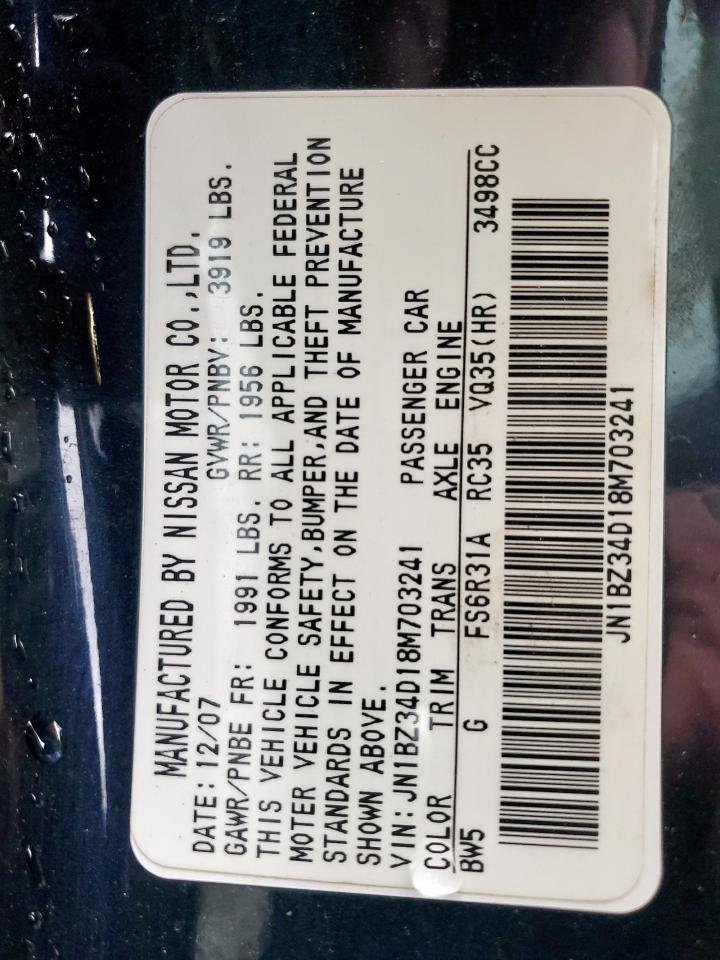 MANUFACTURED BY NISSAN MOTOR CO.,LTD.
DATE: 12/07 GVWR/PNBV: 3919 LBS.
GAWR/PNBE FR: 1991 LBS. RR: 1956 LBS.
THIS VEHICLE CONFORMS TO ALL APPLICABLE FEDERAL
MOTER VEHICLE SAFETY,BUMPER,AND THEFT PREVENTION
STANDARDS IN EFFECT ON THE DATE OF MANUFACTURE
SHOWN ABOVE.
VIN:JN1BZ34D18M703241 PASSENGER CAR
COLOR TRIM TRANS AXLE ENGINE
BW5 G FS6R31A RC35 VQ35(HR) 3498CC
JN1BZ34D18M703241